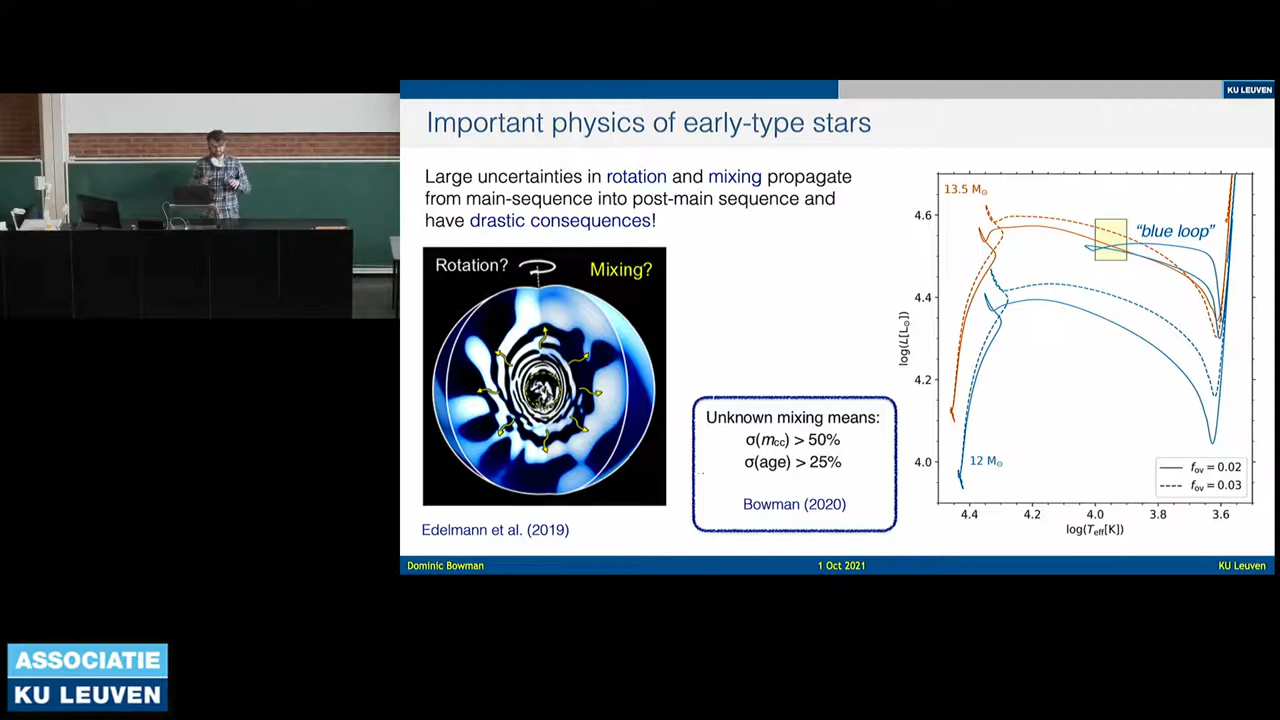 KU LEUVEN
Important physics of early-type stars
Large uncertainties in rotation and mixing propagate
from main-sequence into post-main sequence and
have drastic consequences!
Rotation?
Mixing?
Edelmann et al. (2019)
Unknown mixing means:
σ(mcc) > 50%
σ(age) > 25%
Bowman (2020)
13.5 M⊙
"blue loop"
12 M⊙
log(L[L⊙])
4.6
4.4
4.2
4.0
4.4 4.2 4.0 3.8 3.6
log(Teff[K])
fov = 0.02
fov = 0.03
Dominic Bowman 1 Oct 2021 KU Leuven
ASSOCIATIE
KU LEUVEN